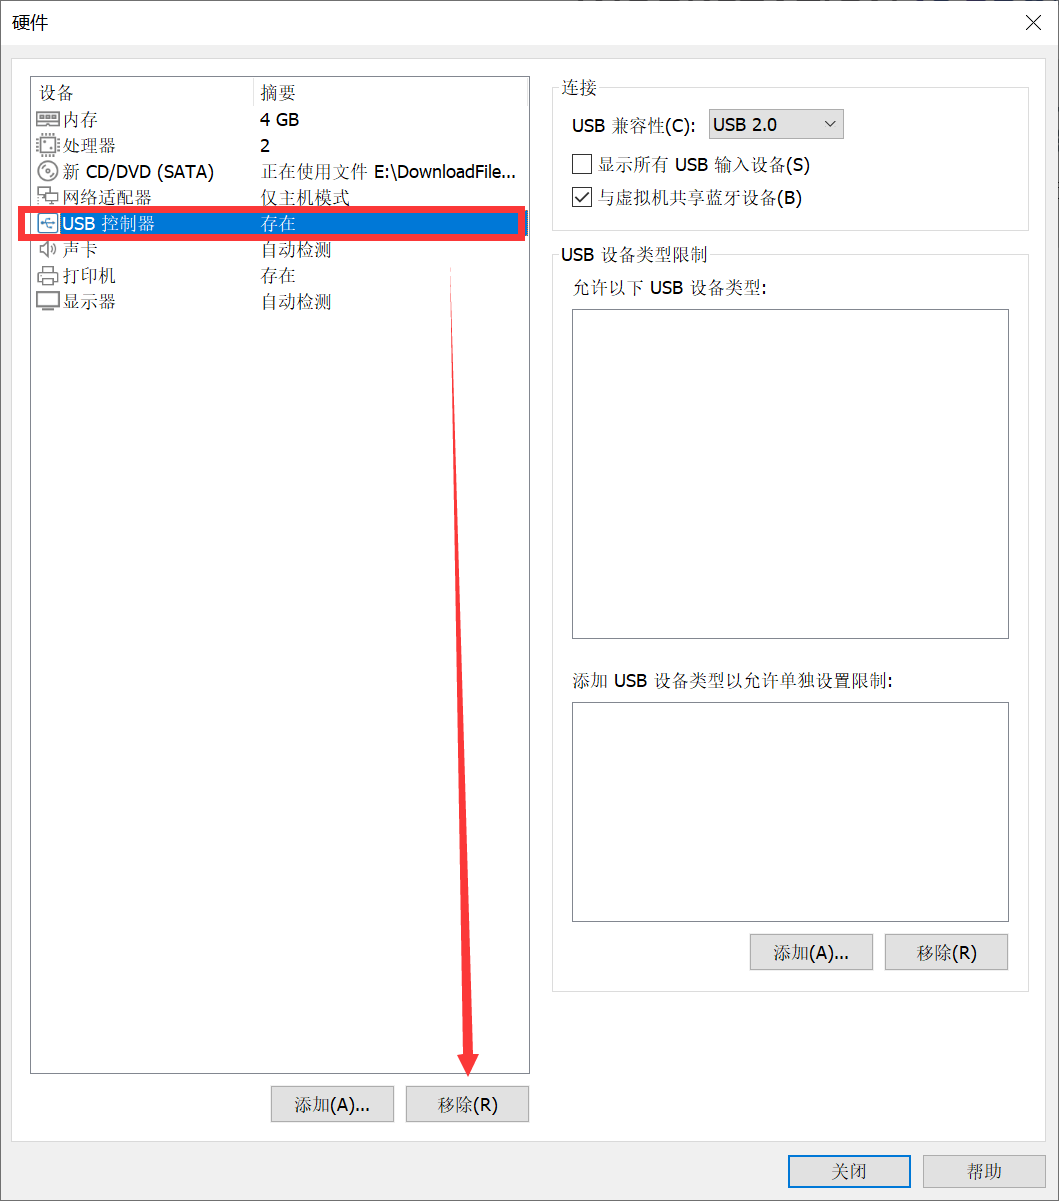 硬件
设备 摘要
内存 4 GB
处理器 2
新 CD/DVD (SATA) 正在使用文件 E:\DownloadFile...
网络适配器 仅主机模式
USB 控制器 存在
声卡 自动检测
打印机 存在
显示器 自动检测
添加(A)... 移除(R)
连接
USB 兼容性(C): USB 2.0
显示所有 USB 输入设备(S)
与虚拟机共享蓝牙设备(B)
USB 设备类型限制
允许以下 USB 设备类型:
添加 USB 设备类型以允许单独设置限制:
添加(A)... 移除(R)
关闭 帮助